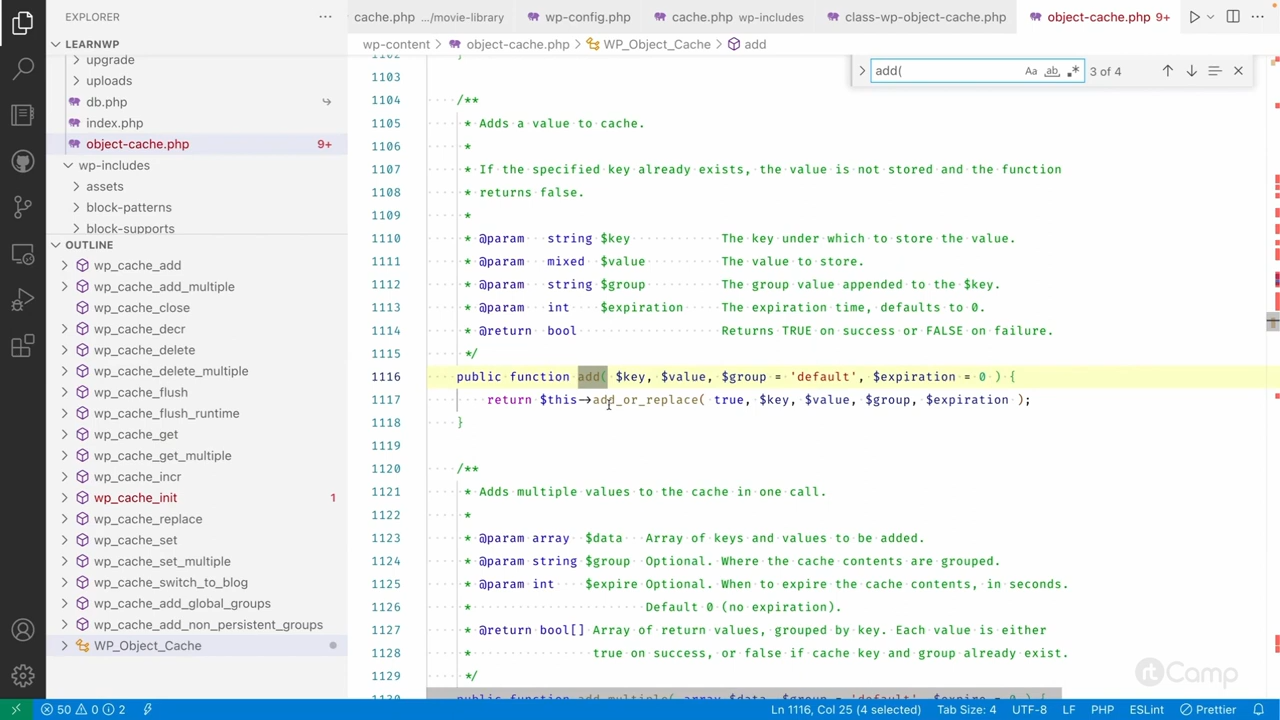 EXPLORER
cache.php .../movie-library
wp-config.php
cache.php wp-includes
class-wp-object-cache.php
object-cache.php 9+
LEARNWP
wp-content
object-cache.php
WP_Object_Cache
add
add(
Aa
ab
3 of 4
upgrade
uploads
db.php
index.php
object-cache.php 9+
wp-includes
assets
block-patterns
block-supports
OUTLINE
wp_cache_add
wp_cache_add_multiple
wp_cache_close
wp_cache_decr
wp_cache_delete
wp_cache_delete_multiple
wp_cache_flush
wp_cache_flush_runtime
wp_cache_get
wp_cache_get_multiple
wp_cache_incr
wp_cache_init 1
wp_cache_replace
wp_cache_set
wp_cache_set_multiple
wp_cache_switch_to_blog
wp_cache_add_global_groups
wp_cache_add_non_persistent_groups
WP_Object_Cache
1102 }
1103
1104 /**
1105 * Adds a value to cache.
1106 *
1107 * If the specified key already exists, the value is not stored and the function
1108 * returns false.
1109 *
1110 * @param string $key The key under which to store the value.
1111 * @param mixed $value The value to store.
1112 * @param string $group The group value appended to the $key.
1113 * @param int $expiration The expiration time, defaults to 0.
1114 * @return bool Returns TRUE on success or FALSE on failure.
1115 */
1116 public function add( $key, $value, $group = 'default', $expiration = 0 ) {
1117 return $this→add_or_replace( true, $key, $value, $group, $expiration );
1118 }
1119
1120 /**
1121 * Adds multiple values to the cache in one call.
1122 *
1123 * @param array $data Array of keys and values to be added.
1124 * @param string $group Optional. Where the cache contents are grouped.
1125 * @param int $expire Optional. When to expire the cache contents, in seconds.
1126 * Default 0 (no expiration).
1127 * @return bool[] Array of return values, grouped by key. Each value is either
1128 * true on success, or false if cache key and group already exist.
1129 */
1130 public function add_multiple( array $data, $group = 'default', $expire = 0 ) {
rtCamp
50 0 2
Ln 1116, Col 25 (4 selected)
Tab Size: 4
UTF-8
LF
PHP
ESLint
Prettier